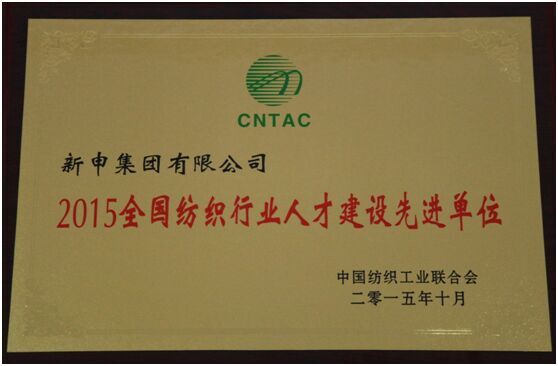 CNTAC
新申集团有限公司
2015全国纺织行业人才建设先进单位
中国纺织工业联合会
二零一五年十月